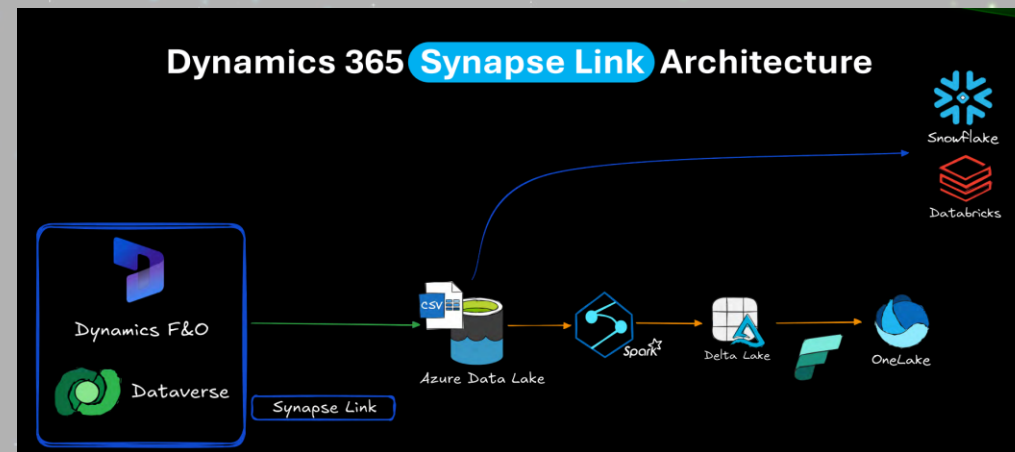 Dynamics 365 Synapse Link Architecture
Snowflake
Databricks
Dynamics F&O
Dataverse
Synapse Link
CSV
Azure Data Lake
Spark
Delta Lake
OneLake